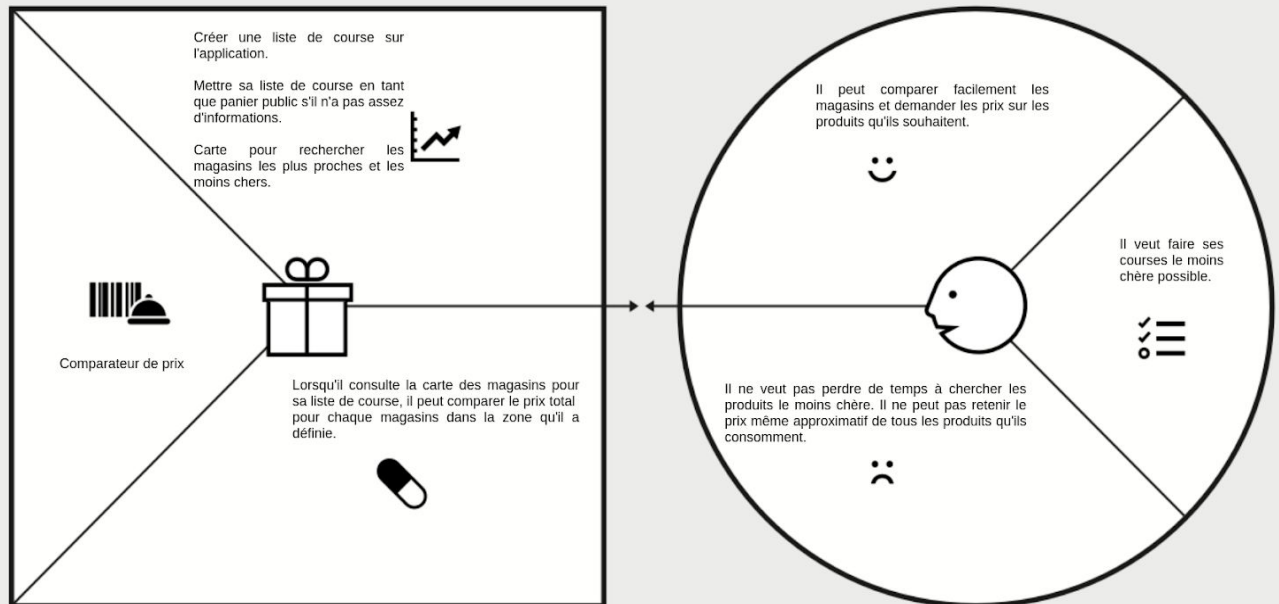 Créer une liste de course sur
l'application.
Mettre sa liste de course en tant
que panier public s'il n'a pas assez
d'informations.
Carte pour rechercher les
magasins les plus proches et les
moins chers.
Comparateur de prix
Lorsqu'il consulte la carte des magasins pour
sa liste de course, il peut comparer le prix total
pour chaque magasins dans la zone qu'il a
définie.
Il peut comparer facilement les
magasins et demander les prix sur les
produits qu'ils souhaitent.
Il veut faire ses
courses le moins
chère possible.
Il ne veut pas perdre de temps à chercher les
produits le moins chère. Il ne peut pas retenir le
prix même approximatif de tous les produits qu'ils
consomment.